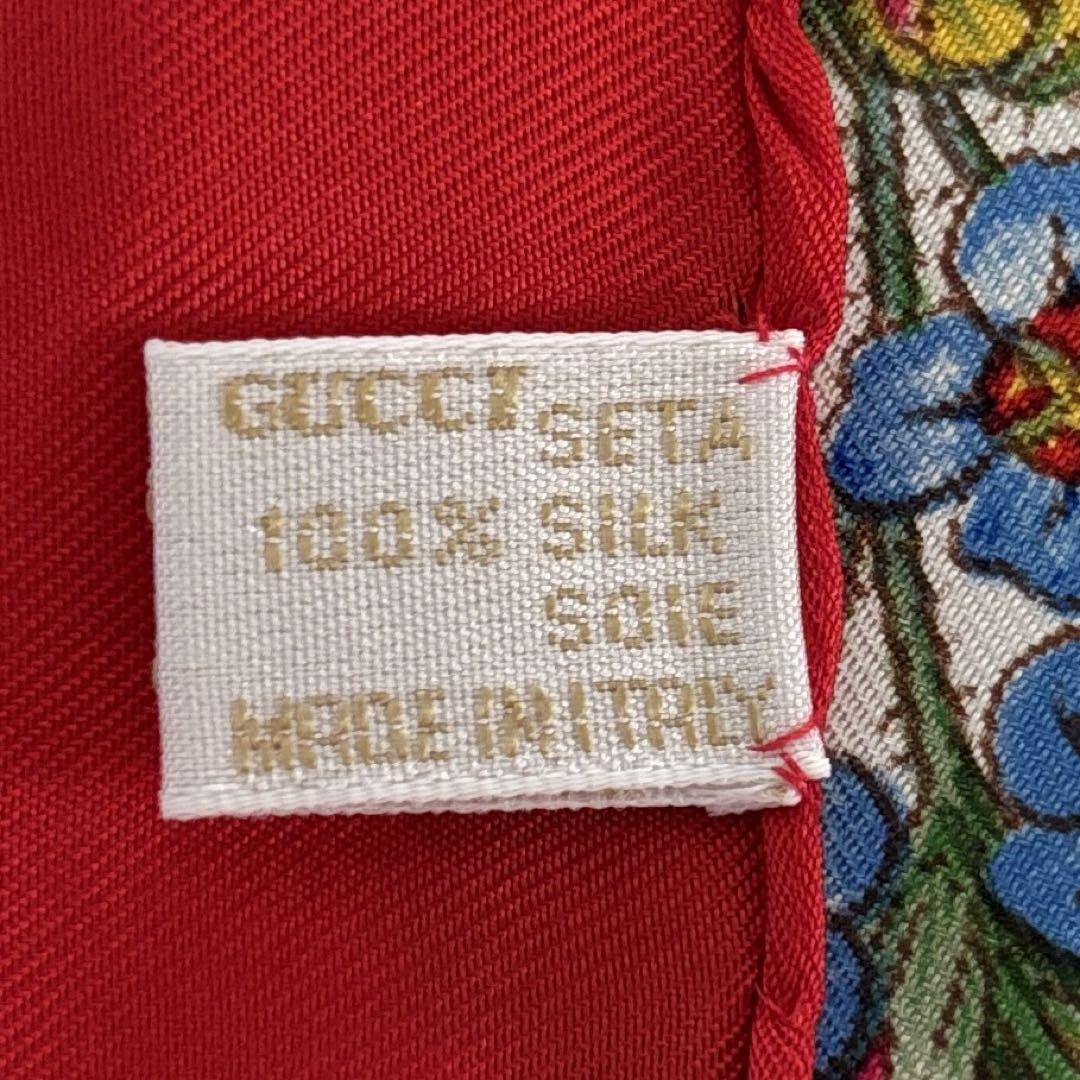 GUCCI
SETA
100% SILK
SOIE
MADE IN ITALY